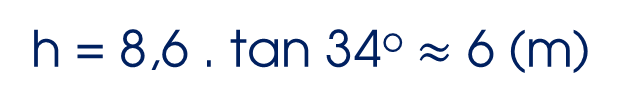 h = 8,6 . tan 34° ≈ 6 (m)